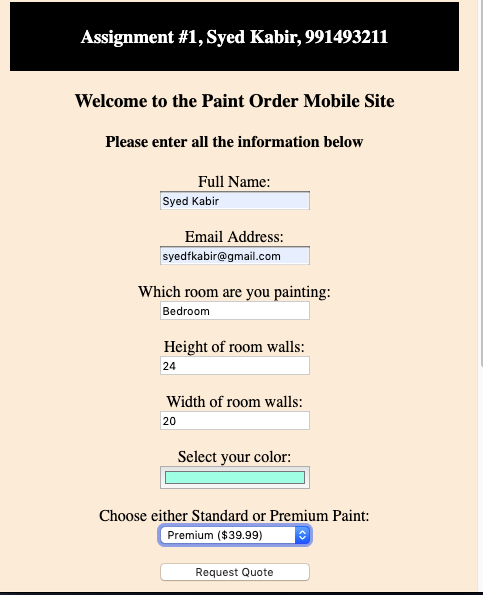 Assignment #1, Syed Kabir, 991493211
Welcome to the Paint Order Mobile Site
Please enter all the information below
Full Name:
Syed Kabir
Email Address:
syedfkabir@gmail.com
Which room are you painting:
Bedroom
Height of room walls:
24
Width of room walls:
20
Select your color:
Choose either Standard or Premium Paint:
Premium ($39.99)
Request Quote